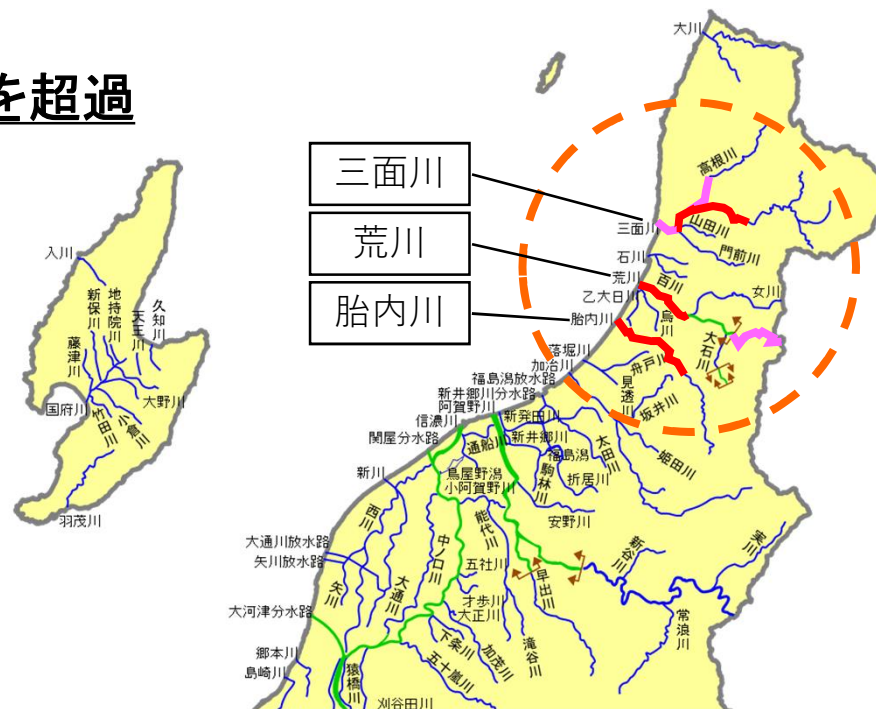 を超過
三面川
荒川
胎内川
大川
高根川
三面川
山田川
門前川
石川
荒川
百川
女川
乙大日川
烏川
胎内川
大石川
落堀川
加治川
舟戸川
福島潟放水路
見透川
坂井川
新井郷川分水路
阿賀野川
新発田川
信濃川
関屋分水路
通船川
新井郷川
福島潟
太田川
姫田川
鳥屋野潟
小阿賀野川
駒林川
折居川
新川
西川
能代川
安野川
大通川放水路
矢川放水路
中ノ口川
五社川
早出川
新谷川
実川
矢川
大通川
才歩川
大正川
大河津分水路
下条川
加茂川
滝谷川
常浪川
郷本川
島崎川
猿橋川
五十嵐川
刈谷田川
入川
新保川
地持院川
天王川
久知川
藤津川
大野川
国府川
竹田川
小倉川
羽茂川